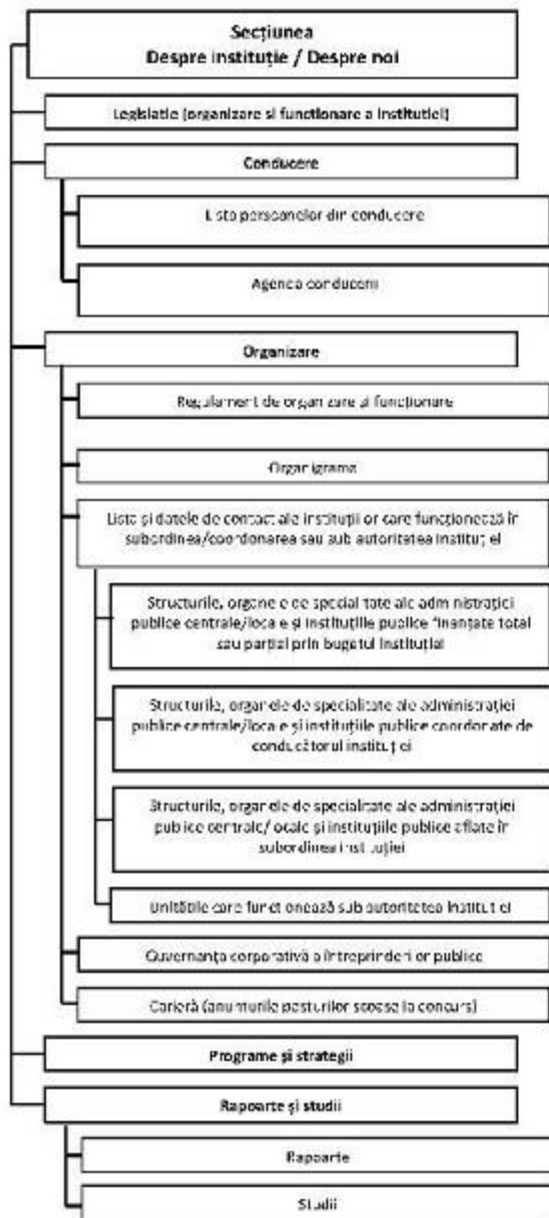 Secțiunea
Despre instituție / Despre noi
Legislatie (organizare si functionare a institutiei)
Conducere
Lista persoanelor din conducere
Agenda conducerii
Organizare
Regulament de organizare și funcționare
Organigrama
Lista și datele de contact ale instituțiilor care funcționează în
subordinea/coordonarea sau sub autoritatea instituției
Structurile, organele de specialitate ale administrației
publice centrale/locale și instituțiile publice finanțate total
sau parțial prin bugetul instituției
Structurile, organele de specialitate ale administrației
publice centrale/locale și instituțiile publice coordonate de
conducătorul instituției
Structurile, organele de specialitate ale administrației
publice centrale/locale și instituțiile publice aflate în
subordinea instituției
Unitățile care funcționează sub autoritatea instituției
Guvernanța corporativă a întreprinderilor publice
Carieră (anunțurile posturilor scoase la concurs)
Programe și strategii
Rapoarte și studii
Rapoarte
Studii